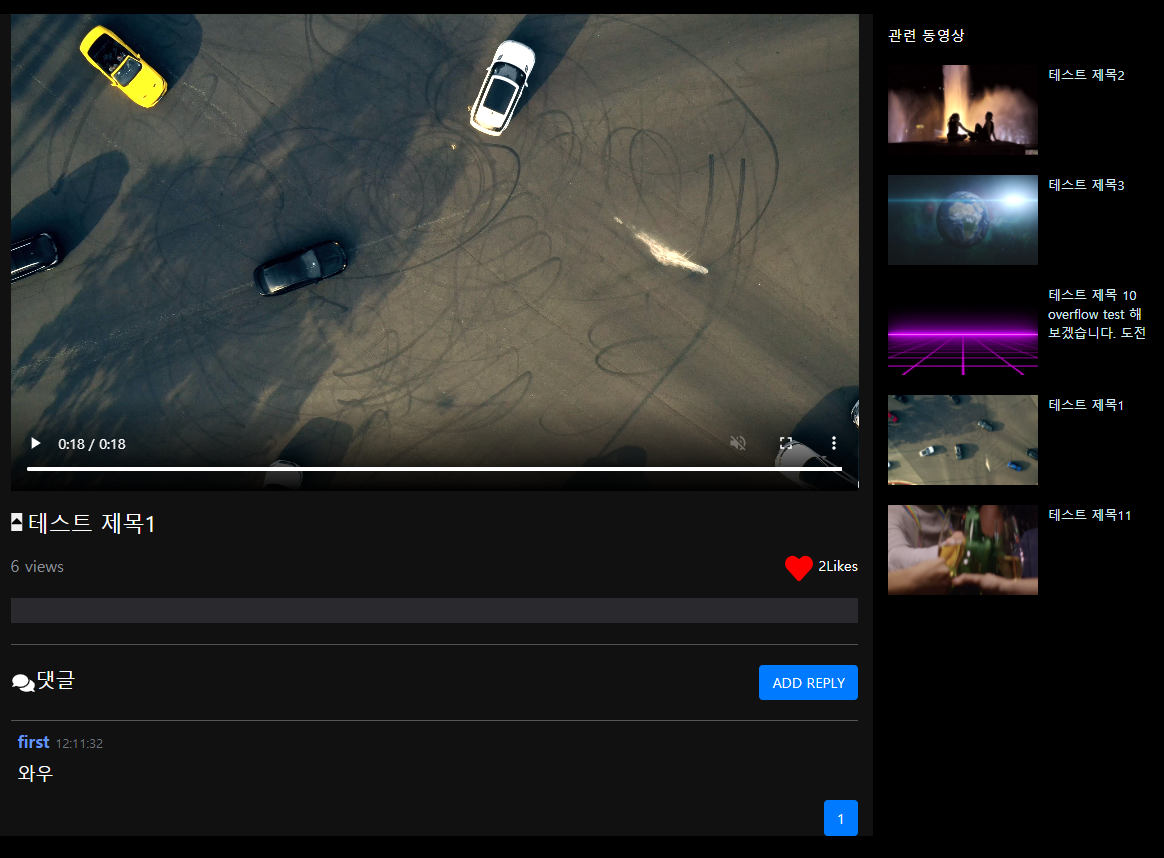 0:18 / 0:18
테스트 제목1
6 views
2Likes
댓글
ADD REPLY
first 12:11:32
와우
1
관련 동영상
테스트 제목2
테스트 제목3
테스트 제목 10
overflow test 해
보겠습니다. 도전
테스트 제목1
테스트 제목11